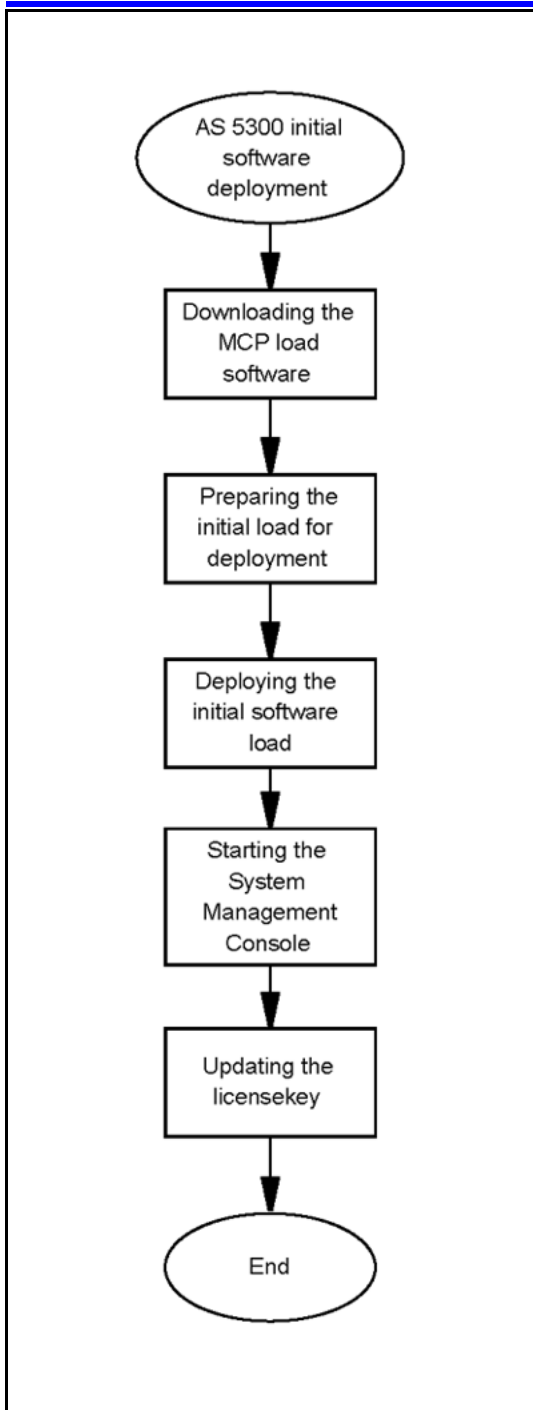 AS 5300 initial
software
deployment
Downloading the
MCP load
software
Preparing the
initial load for
deployment
Deploying the
initial software
load
Starting the
System
Management
Console
Updating the
licensekey
End